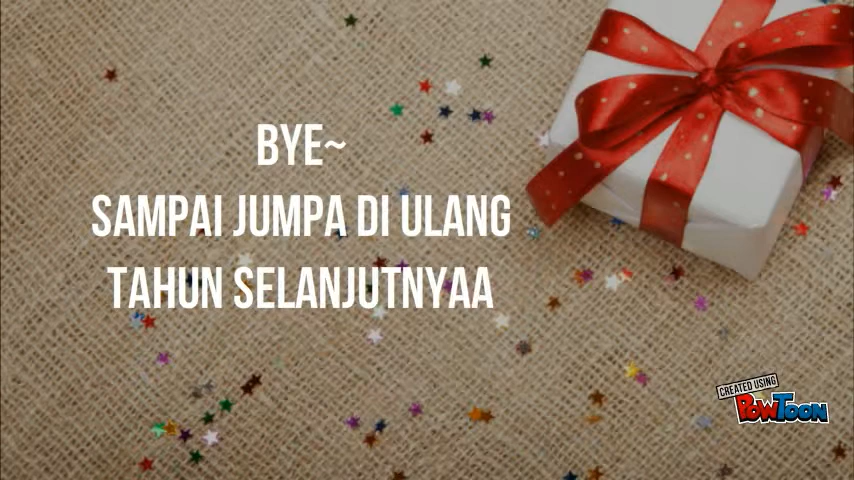 BYE~
SAMPAI JUMPA DI ULANG
TAHUN SELANJUTNYAA
CREATED USING
POWTOON